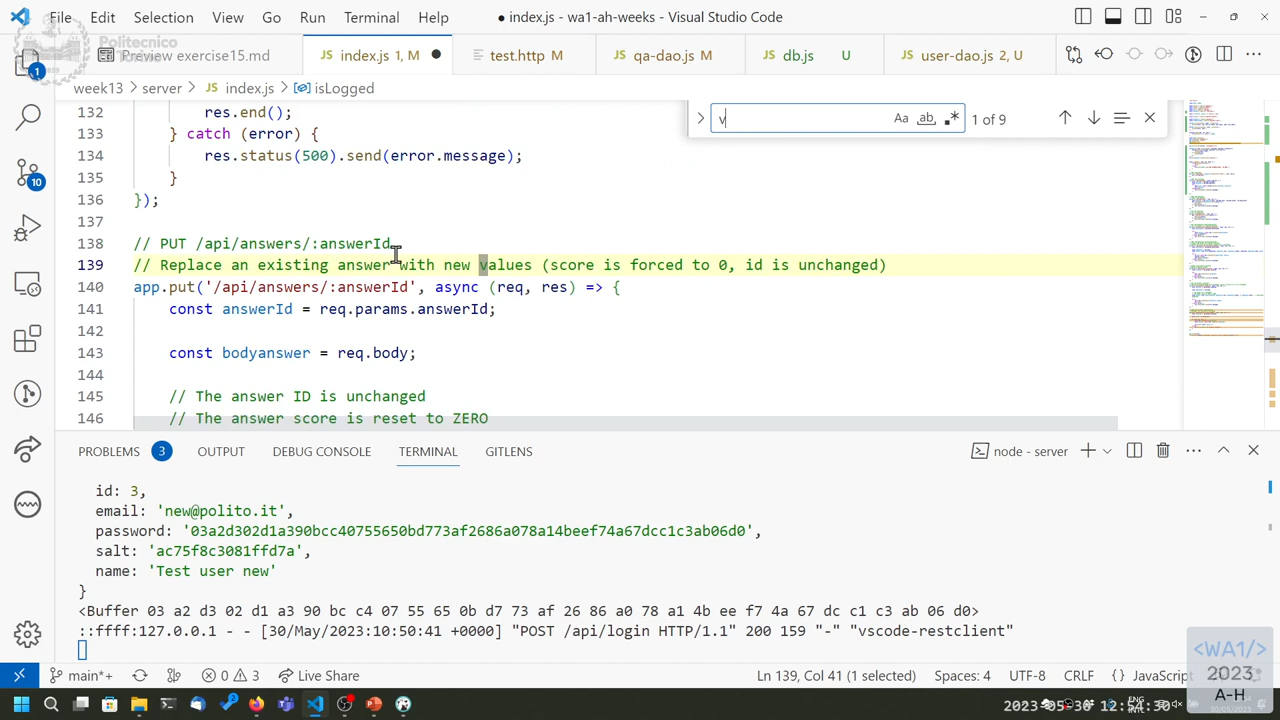 File Edit Selection View Go Run Terminal Help ● index.js - wa1-ah-weeks - Visual Studio Code
Politecnico
Preview exercise15.md index.js 1, M ● test.http M qa-dao.js M db.js U user-dao.js 2, U
week13 > server > JS index.js > isLogged
v Aa 1 of 9
132 res.end();
133 } catch (error) {
134 res.status(500).send(error.message);
135 }
136 });
137
138 // PUT /api/answers/:answerId
139 // Replace an existing answer with new values (score is forced to 0, id is unchanged
app.put('/api/answers/:answerId', async res) => {
const answerId = req.params.answerId;
142
143 const bodyanswer = req.body;
144
145 // The answer ID is unchanged
146 // The answer score is reset to ZERO
PROBLEMS 3 OUTPUT DEBUG CONSOLE TERMINAL GITLENS node - server
id: 3,
email: 'new@polito.it',
password: '03a2d302d1a390bcc40755650bd773af2686a078a14beef74a67dcc1c3ab06d0',
salt: 'ac75f8c3081ffd7a',
name: 'Test user new'
}
<Buffer 03 a2 d3 02 d1 a3 90 bc c4 07 55 65 0b d7 73 af 26 86 a0 78 a1 4b ee f7 4a 67 dc c1 c3 ab 06 d0>
::ffff:127.0.0.1 - - [30/May/2023:10:50:41 +0000] "POST /api/login HTTP/1.1" 200 159 "-" "vscode-restclient"
main*+ 0 3 Live Share Ln 139, Col 41 (1 selected) Spaces: 4 UTF-8 CRLF {} JavaScript
<WA1/>
2023
A-H